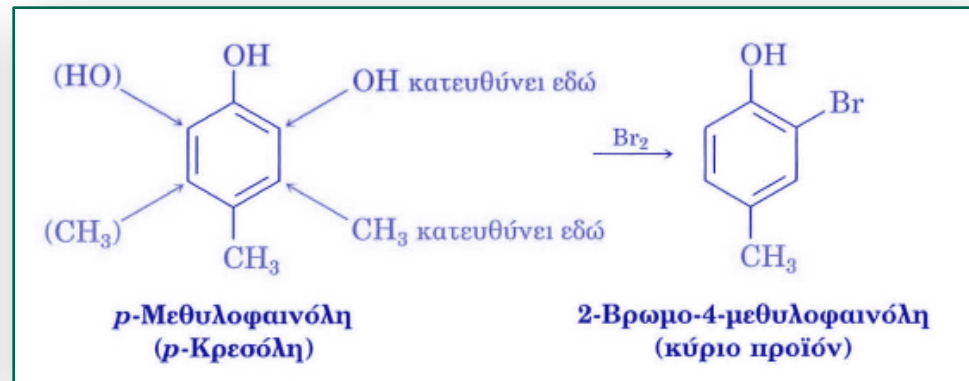 OH
(HO)
OH κατευθύνει εδώ
(CH₃)
CH₃ κατευθύνει εδώ
CH₃
p-Μεθυλοφαινόλη
(p-Κρεσόλη)
Br₂
OH
Br
CH₃
2-Βρωμο-4-μεθυλοφαινόλη
(κύριο προϊόν)